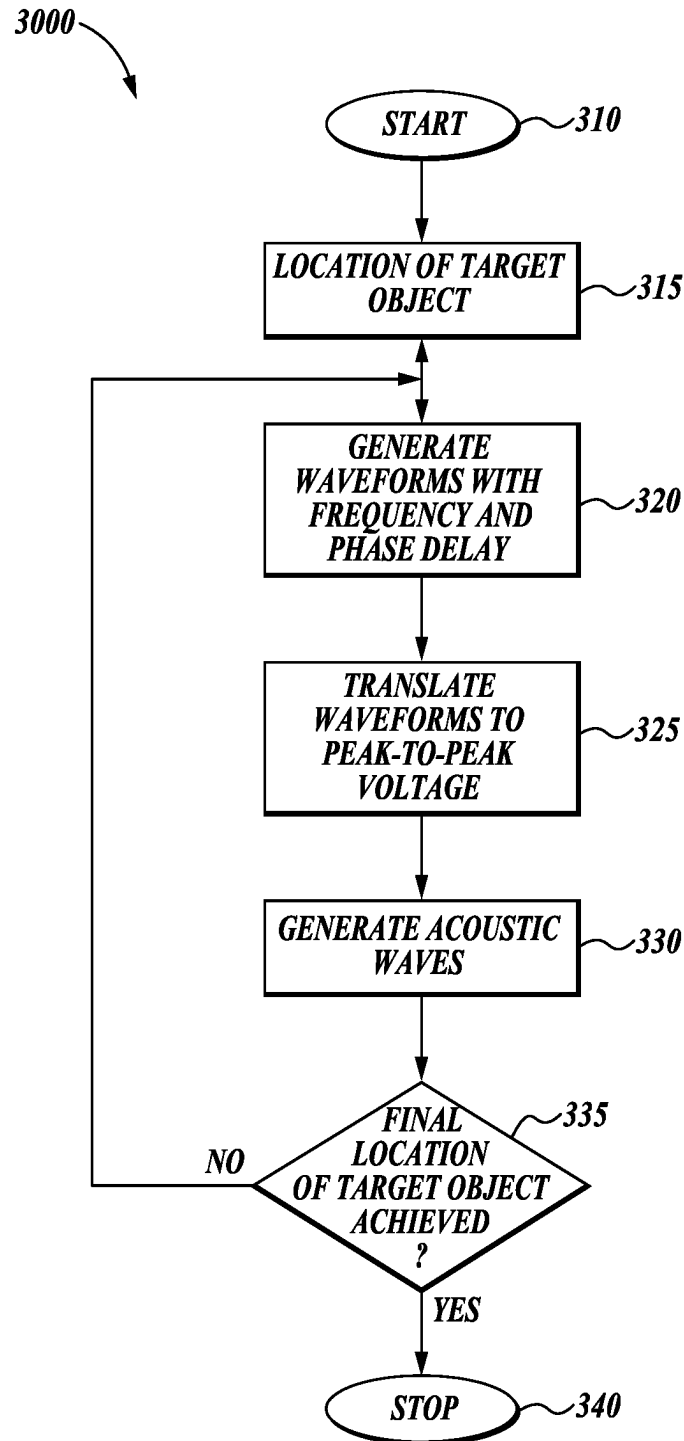 3000
START
310
LOCATION OF TARGET
OBJECT
315
GENERATE
WAVEFORMS WITH
FREQUENCY AND
PHASE DELAY
320
TRANSLATE
WAVEFORMS TO
PEAK-TO-PEAK
VOLTAGE
325
GENERATE ACOUSTIC
WAVES
330
FINAL
LOCATION
OF TARGET OBJECT
ACHIEVED
?
335
NO
YES
STOP
340